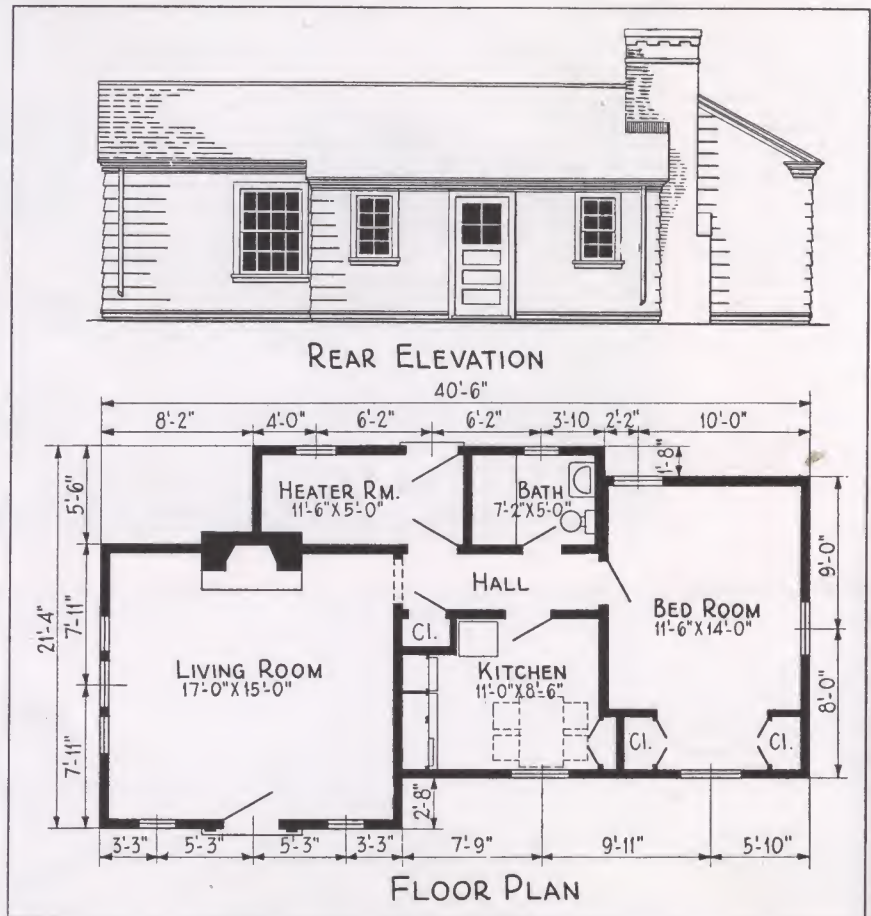 REAR ELEVATION
40'-6"
8'-2" 4'-0" 6'-2" 6'-2" 3'-10 2'-2" 10'-0"
1'-8"
5'-6"
HEATER RM.
11'-6"X5'-0"
BATH
7'-2"X5'-0"
9'-0"
HALL
21'-4"
7'-11"
BED ROOM
11'-6"X14'-0"
Cl.
LIVING ROOM
17'-0"X15'-0"
KITCHEN
11'-0"X8'-6"
8'-0"
Cl.
Cl.
7'-11"
2'-8"
3'-3" 5'-3" 5'-3" 3'-3" 7'-9" 9'-11" 5'-10"
FLOOR PLAN